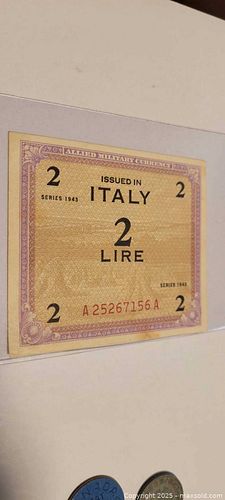 ALLIED MILITARY CURRENCY
ISSUED IN
2 ITALY 2
SERIES 1943
2
LIRE
SERIES 1943
2 A 25267156 A 2
Copyright © 2025 - maxsold.com